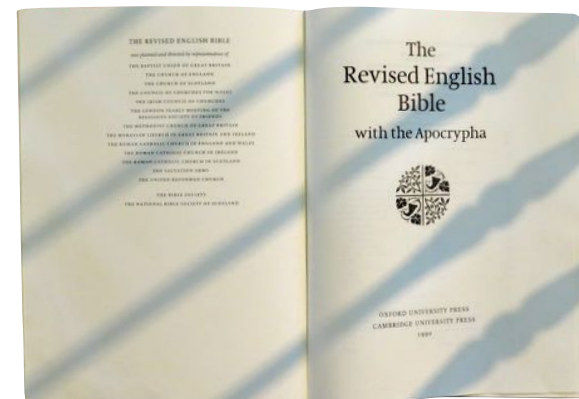 THE REVISED ENGLISH BIBLE
was planned and directed by representatives of
THE BAPTIST UNION OF GREAT BRITAIN
THE CHURCH OF ENGLAND
THE CHURCH OF SCOTLAND
THE COUNCIL OF CHURCHES FOR WALES
THE IRISH COUNCIL OF CHURCHES
THE LONDON YEARLY MEETING OF THE
RELIGIOUS SOCIETY OF FRIENDS
THE METHODIST CHURCH OF GREAT BRITAIN
THE MORAVIAN CHURCH IN GREAT BRITAIN AND IRELAND
THE ROMAN CATHOLIC CHURCH IN ENGLAND AND WALES
THE ROMAN CATHOLIC CHURCH IN IRELAND
THE ROMAN CATHOLIC CHURCH IN SCOTLAND
THE SALVATION ARMY
THE UNITED REFORMED CHURCH
THE BIBLE SOCIETY
THE NATIONAL BIBLE SOCIETY OF SCOTLAND
The
Revised English
Bible
with the Apocrypha
OXFORD UNIVERSITY PRESS
CAMBRIDGE UNIVERSITY PRESS